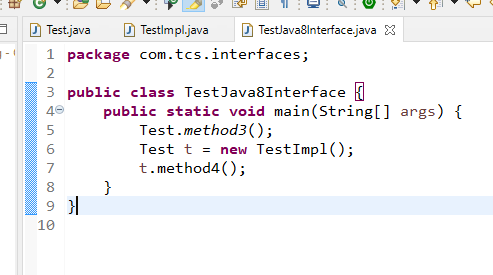 Test.java TestImpl.java TestJava8Interface.java
1 package com.tcs.interfaces;
2
3 public class TestJava8Interface {
4 public static void main(String[] args) {
5 Test.method3();
6 Test t = new TestImpl();
7 t.method4();
8 }
9 }
10